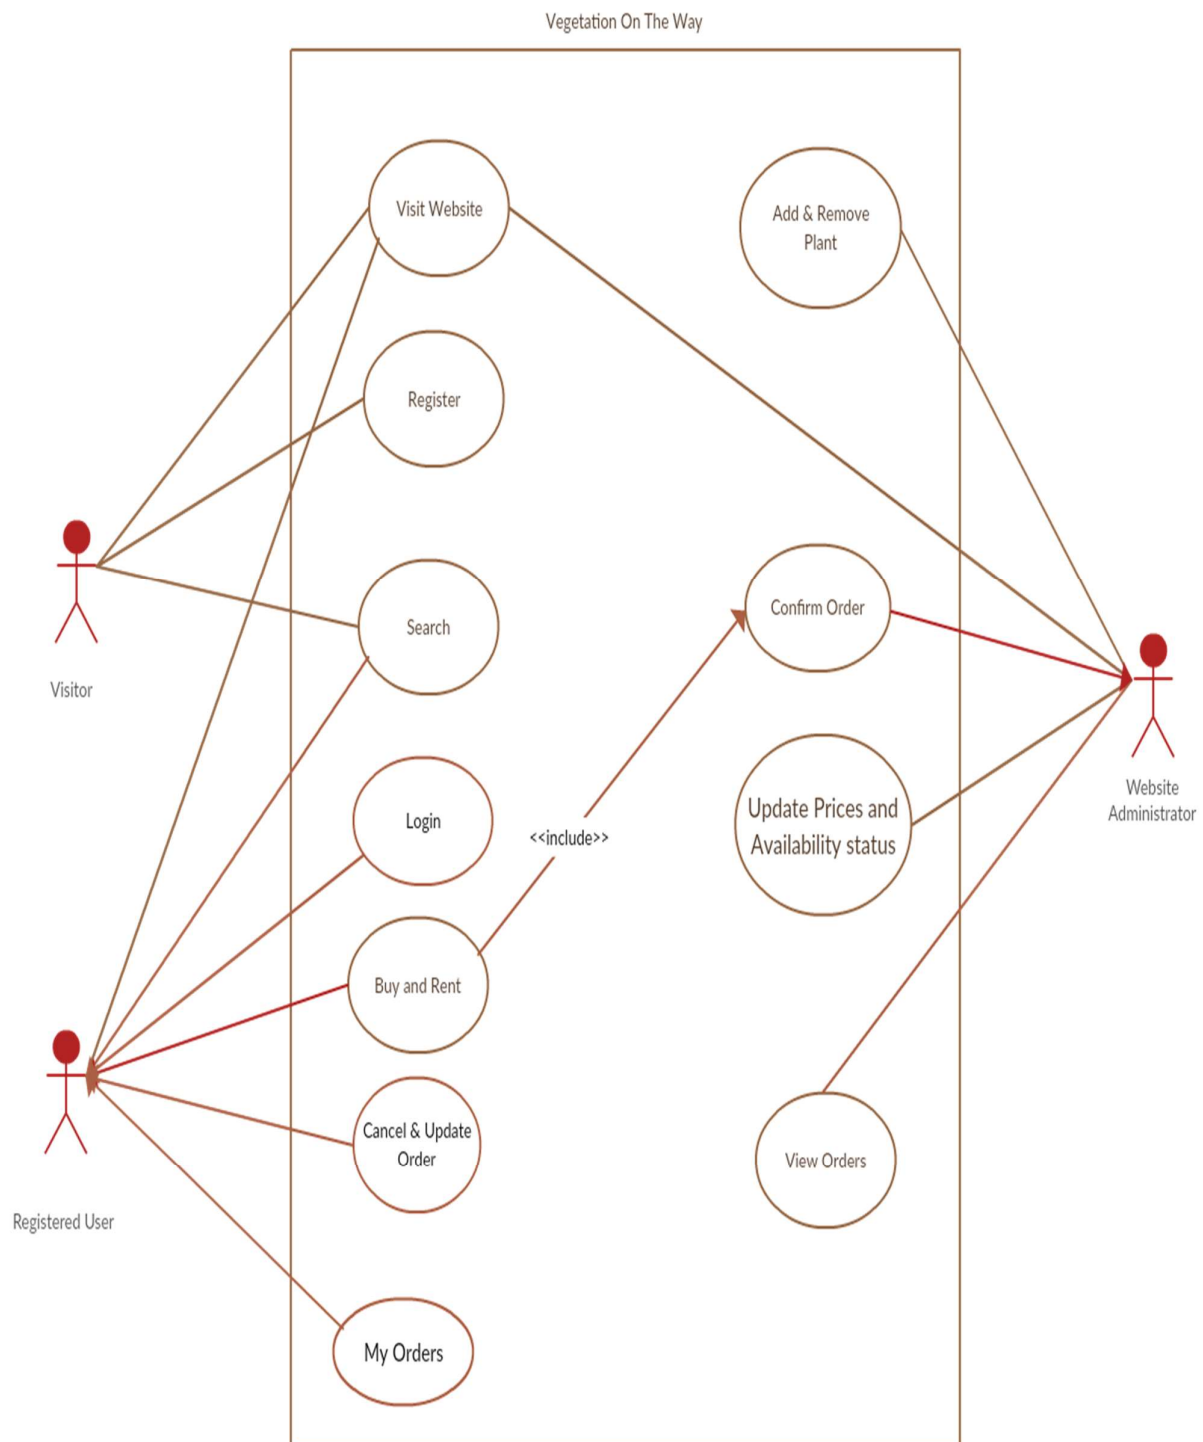 Vegetation On The Way
Visit Website
Add & Remove
Plant
Register
Search
Confirm Order
Visitor
Website
Administrator
Login
<<include>>
Update Prices and
Availability status
Buy and Rent
Cancel & Update
Order
View Orders
Registered User
My Orders